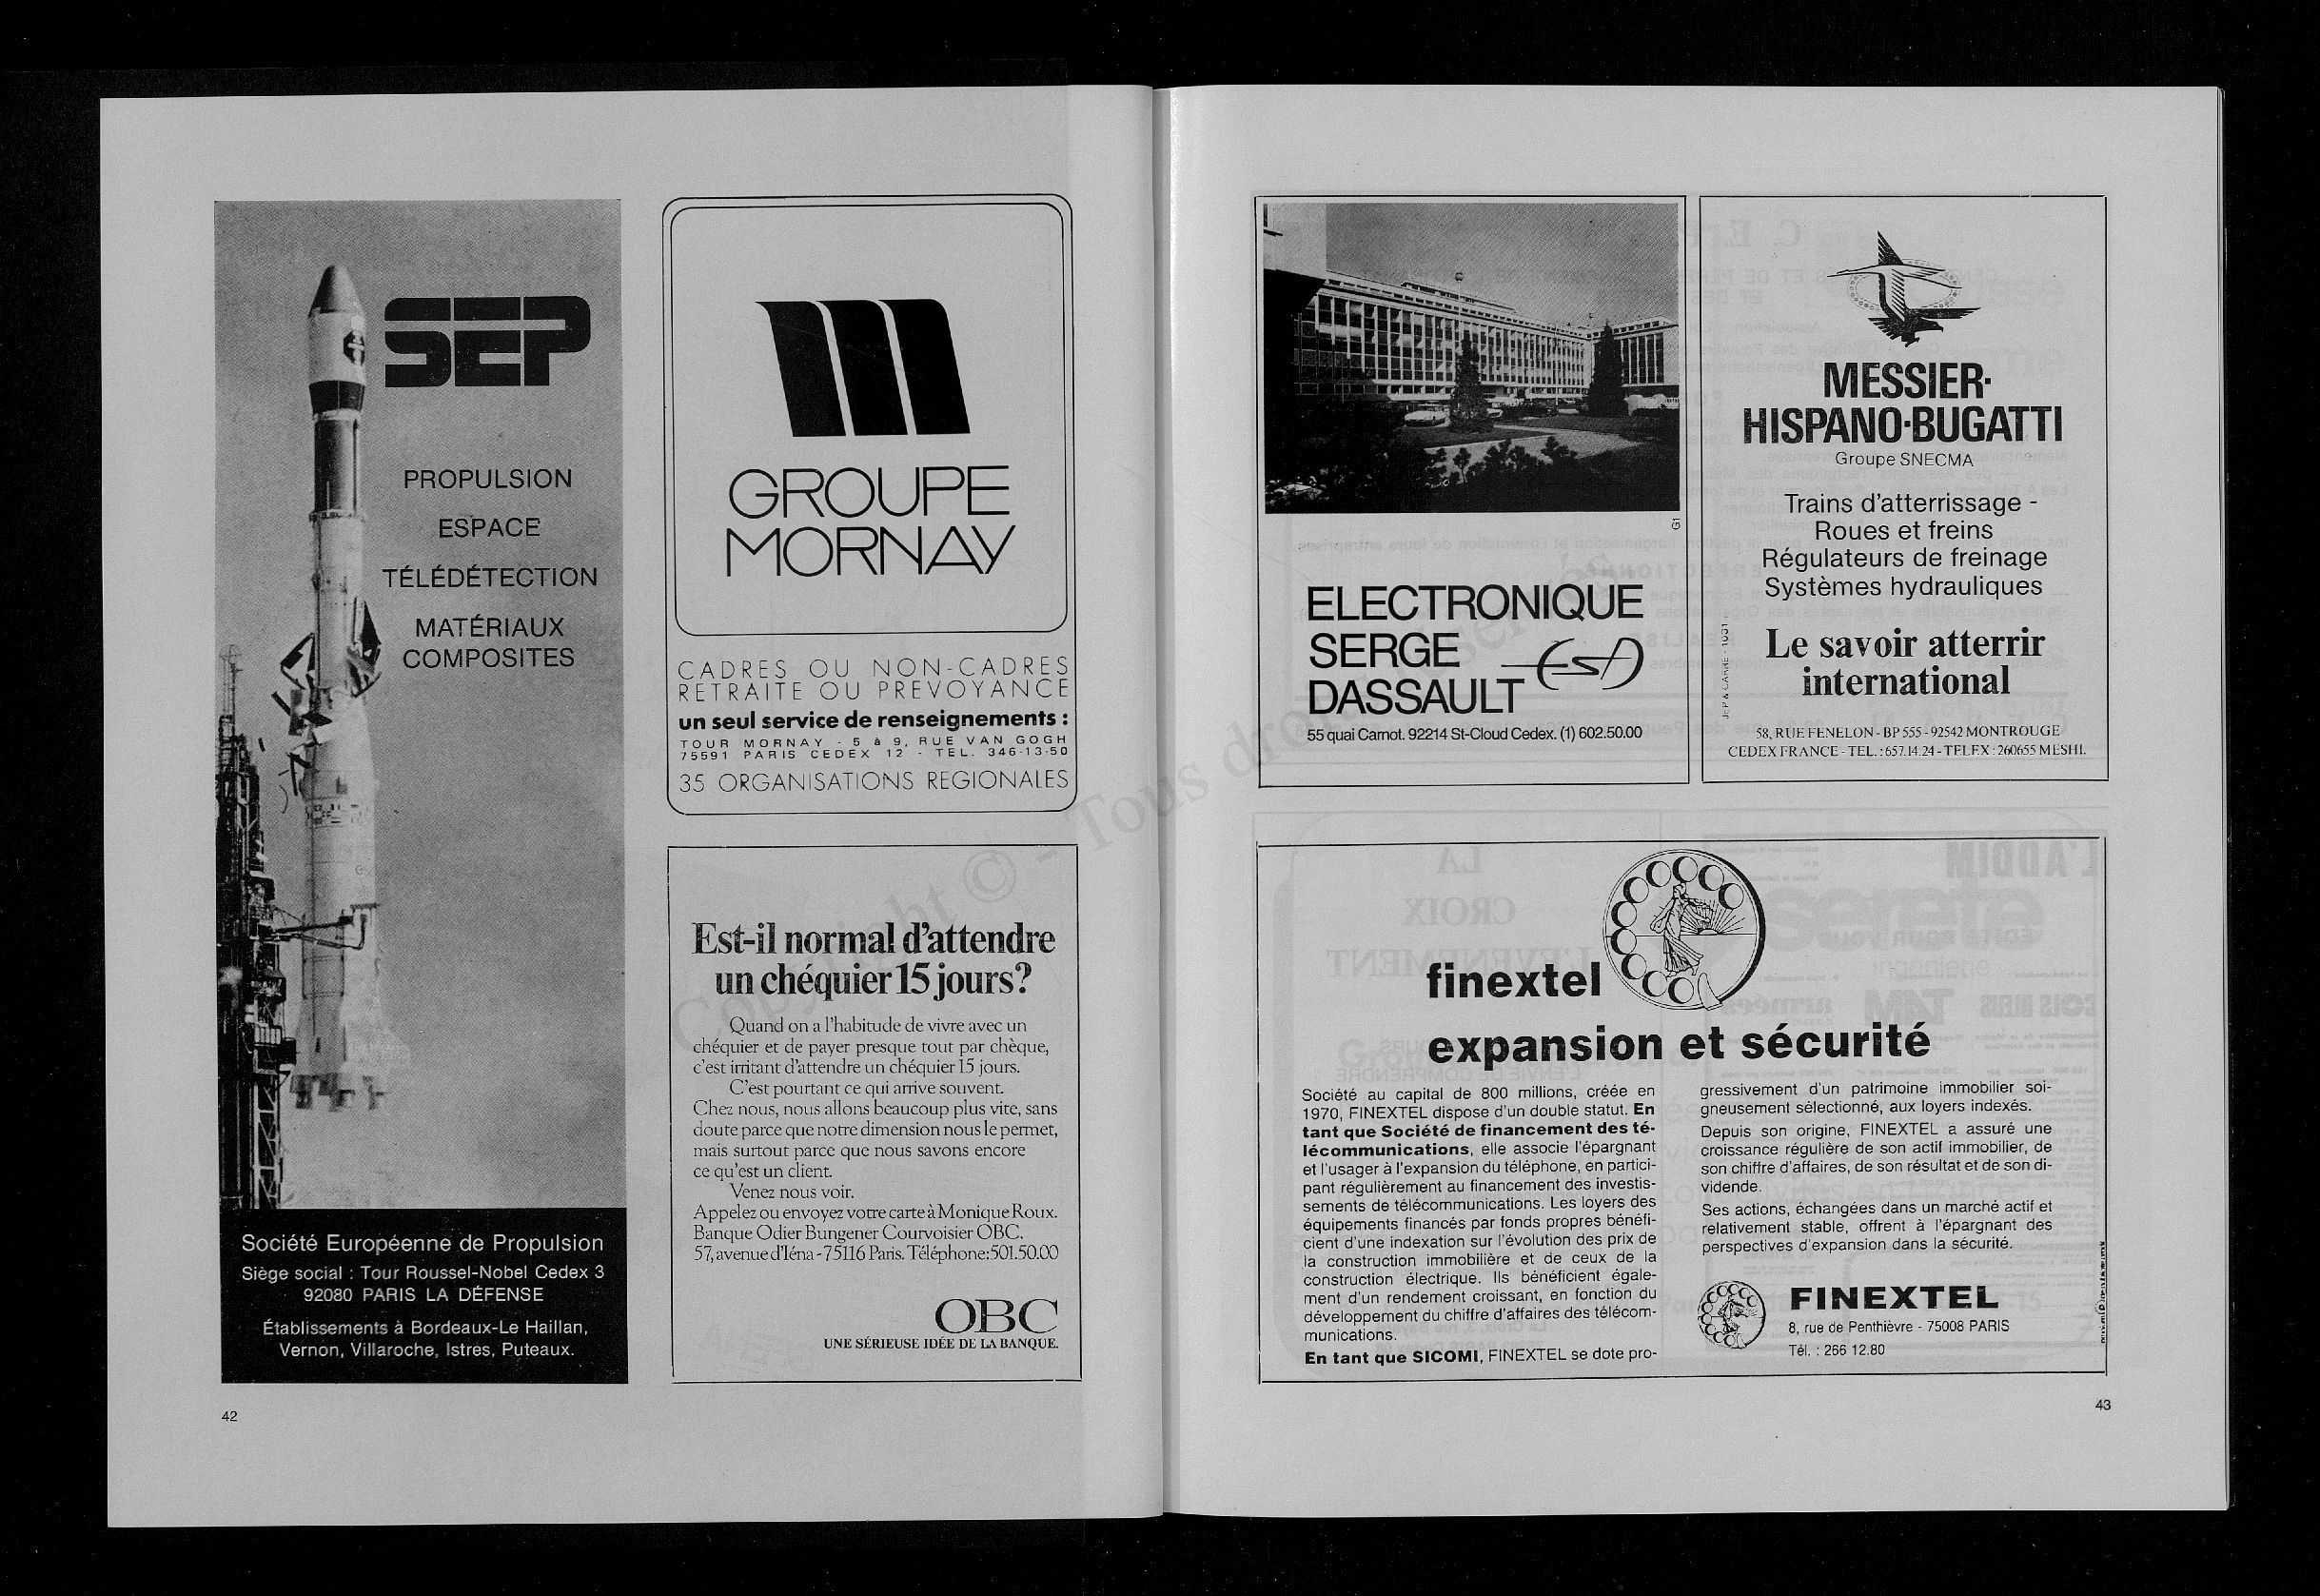 SEP
PROPULSION
ESPACE
TÉLÉDÉTECTION
MATÉRIAUX
COMPOSITES
Société Européenne de Propulsion
Siège social : Tour Roussel-Nobel Cedex 3
92080 PARIS LA DÉFENSE
Établissements à Bordeaux-Le Haillan,
Vernon, Villaroche, Istres, Puteaux.
42
GROUPE
MORNAY
CADRES OU NON-CADRES
RETRAITE OU PREVOYANCE
un seul service de renseignements :
TOUR MORNAY - 5 à 9, RUE VAN GOGH
75591 PARIS CEDEX 12 - TEL. 346-13-50
35 ORGANISATIONS REGIONALES
Est-il normal d'attendre
un chéquier 15 jours?
Quand on a l'habitude de vivre avec un
chéquier et de payer presque tout par chèque,
c'est irritant d'attendre un chéquier 15 jours.
C'est pourtant ce qui arrive souvent.
Chez nous, nous allons beaucoup plus vite, sans
doute parce que notre dimension nous le permet,
mais surtout parce que nous savons encore
ce qu'est un client.
Venez nous voir.
Appelez ou envoyez votre carte à Monique Roux.
Banque Odier Bungener Courvoisier OBC.
57, avenue d'Iéna - 75116 Paris. Téléphone: 501.50.00
OBC
UNE SÉRIEUSE IDÉE DE LA BANQUE.
Copyright © - Tous droits
G1
ELECTRONIQUE
SERGE
DASSAULT
ESD
55 quai Carnot. 92214 St-Cloud Cedex. (1) 602.50.00
MESSIER-
HISPANO-BUGATTI
Groupe SNECMA
Trains d'atterrissage -
Roues et freins
Régulateurs de freinage
Systèmes hydrauliques
Le savoir atterrir
international
JEP & CARRÉ - 1031
58, RUE FENELON - BP 555 - 92542 MONTROUGE
CEDEX FRANCE - TEL. : 657.14.24 - TELEX : 260655 MESHI.
finextel
expansion et sécurité
Société au capital de 800 millions, créée en
1970, FINEXTEL dispose d'un double statut. En
tant que Société de financement des té-
lécommunications, elle associe l'épargnant
et l'usager à l'expansion du téléphone, en partici-
pant régulièrement au financement des investis-
sements de télécommunications. Les loyers des
équipements financés par fonds propres bénéfi-
cient d'une indexation sur l'évolution des prix de
la construction immobilière et de ceux de la
construction électrique. Ils bénéficient égale-
ment d'un rendement croissant, en fonction du
développement du chiffre d'affaires des télécom-
munications.
En tant que SICOMI, FINEXTEL se dote pro-
gressivement d'un patrimoine immobilier soi-
gneusement sélectionné, aux loyers indexés.
Depuis son origine, FINEXTEL a assuré une
croissance régulière de son actif immobilier, de
son chiffre d'affaires, de son résultat et de son di-
vidende.
Ses actions, échangées dans un marché actif et
relativement stable, offrent à l'épargnant des
perspectives d'expansion dans la sécurité.
FINEXTEL
8, rue de Penthièvre - 75008 PARIS
Tél. : 266 12.80
43